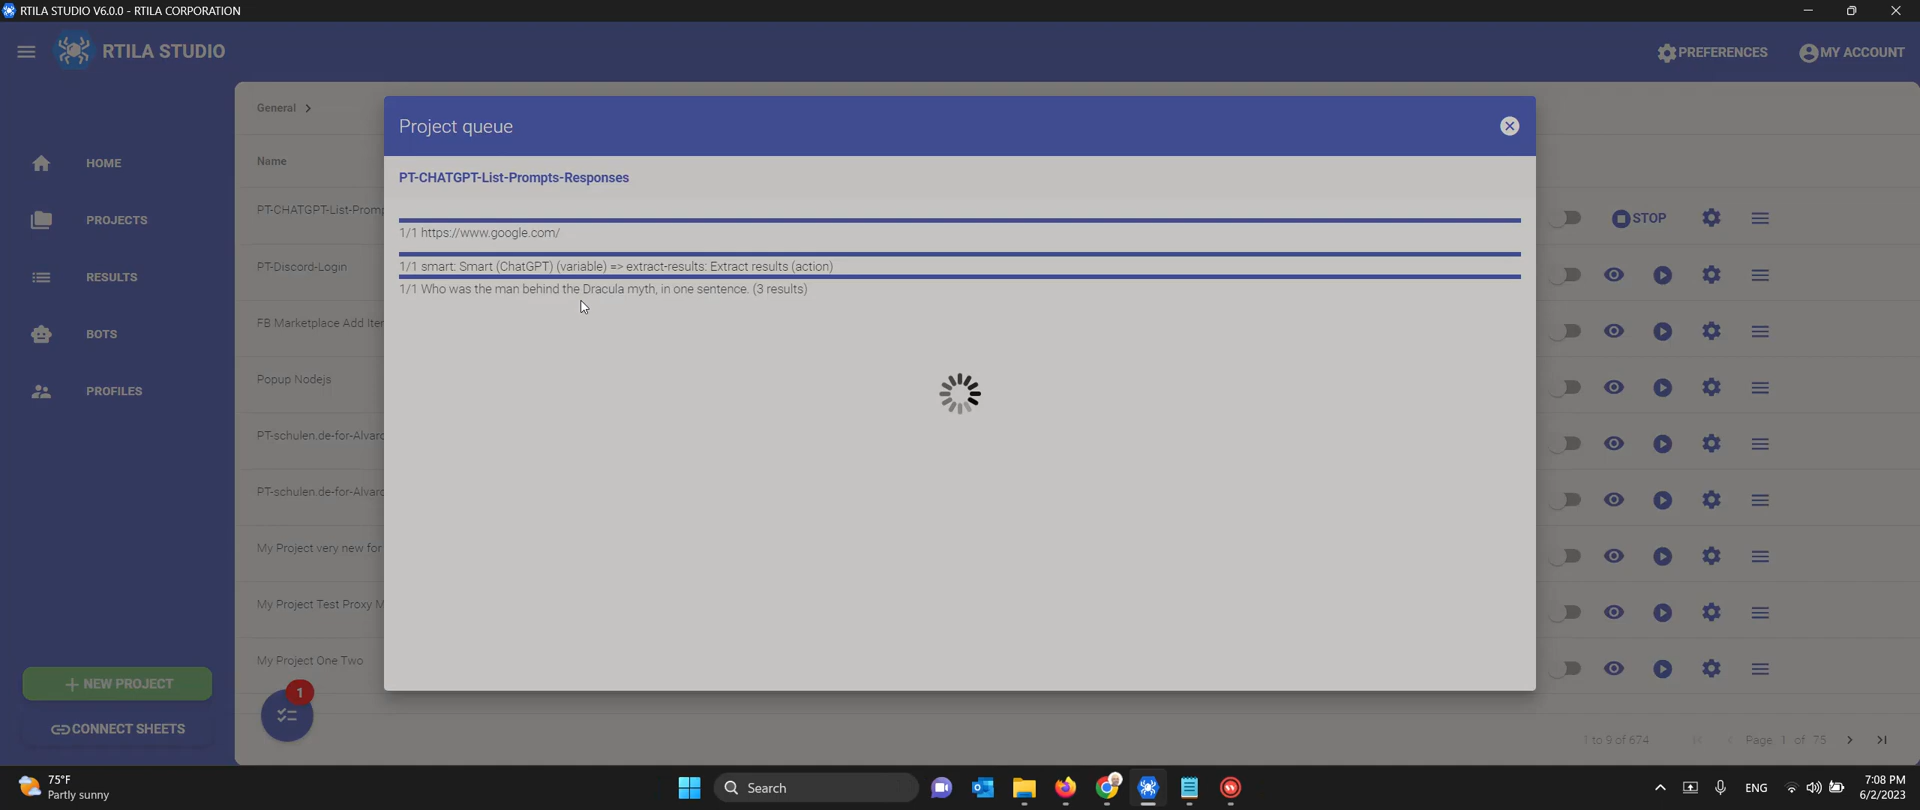 RTILA STUDIO V6.0.0 - RTILA CORPORATION
RTILA STUDIO
PREFERENCES
MY ACCOUNT
General
Project queue
HOME
Name
PT-CHATGPT-List-Prompts-Responses
PROJECTS
PT-CHATGPT-List-Promp
1/1 https://www.google.com/
STOP
RESULTS
PT-Discord-Login
1/1 smart: Smart (ChatGPT) (variable) => extract-results: Extract results (action)
1/1 Who was the man behind the Dracula myth, in one sentence. (3 results)
BOTS
FB Marketplace Add Iter
PROFILES
Popup Nodejs
PT-schulen.de-for-Alvaro
PT-schulen.de-for-Alvaro
My Project very new for
My Project Test Proxy M
My Project One Two
NEW PROJECT
1
CONNECT SHEETS
1 to 9 of 674
Page 1 of 75
75°F
Partly sunny
Search
ENG
7:08 PM
6/2/2023